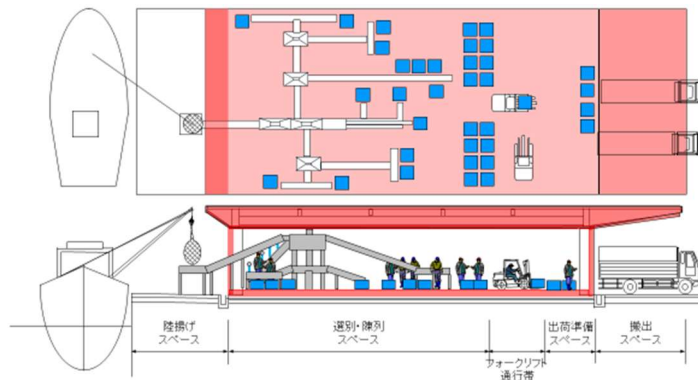 陸揚げ
スペース
選別・陳列
スペース
フォークリフト
通行帯
出荷準備
スペース
搬出
スペース